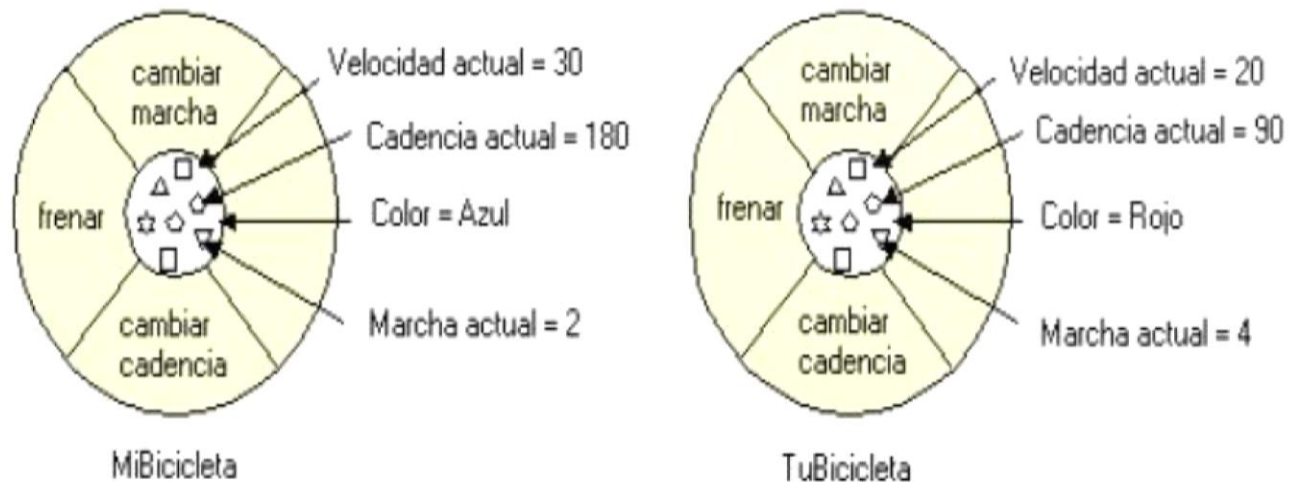 cambiar
marcha
frenar
cambiar
cadencia
Velocidad actual = 30
Cadencia actual = 180
Color = Azul
Marcha actual = 2
MiBicicleta
cambiar
marcha
frenar
cambiar
cadencia
Velocidad actual = 20
Cadencia actual = 90
Color = Rojo
Marcha actual = 4
TuBicicleta